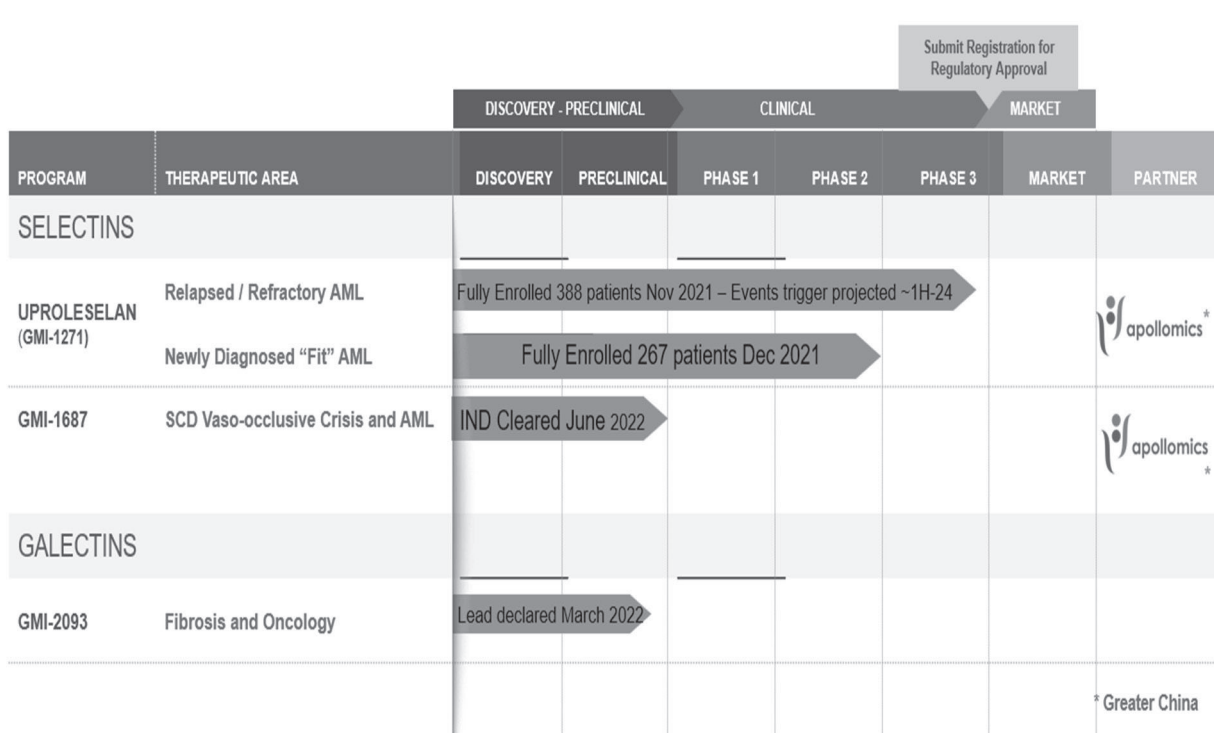 Submit Registration for
Regulatory Approval
DISCOVERY - PRECLINICAL CLINICAL MARKET
PROGRAM THERAPEUTIC AREA DISCOVERY PRECLINICAL PHASE 1 PHASE 2 PHASE 3 MARKET PARTNER
SELECTINS
UPROLESELAN
(GMI-1271)
Relapsed / Refractory AML
Fully Enrolled 388 patients Nov 2021 – Events trigger projected ~1H-24
Newly Diagnosed “Fit” AML
Fully Enrolled 267 patients Dec 2021
apollomics*
GMI-1687 SCD Vaso-occlusive Crisis and AML IND Cleared June 2022
apollomics
*
GALECTINS
GMI-2093 Fibrosis and Oncology Lead declared March 2022
* Greater China